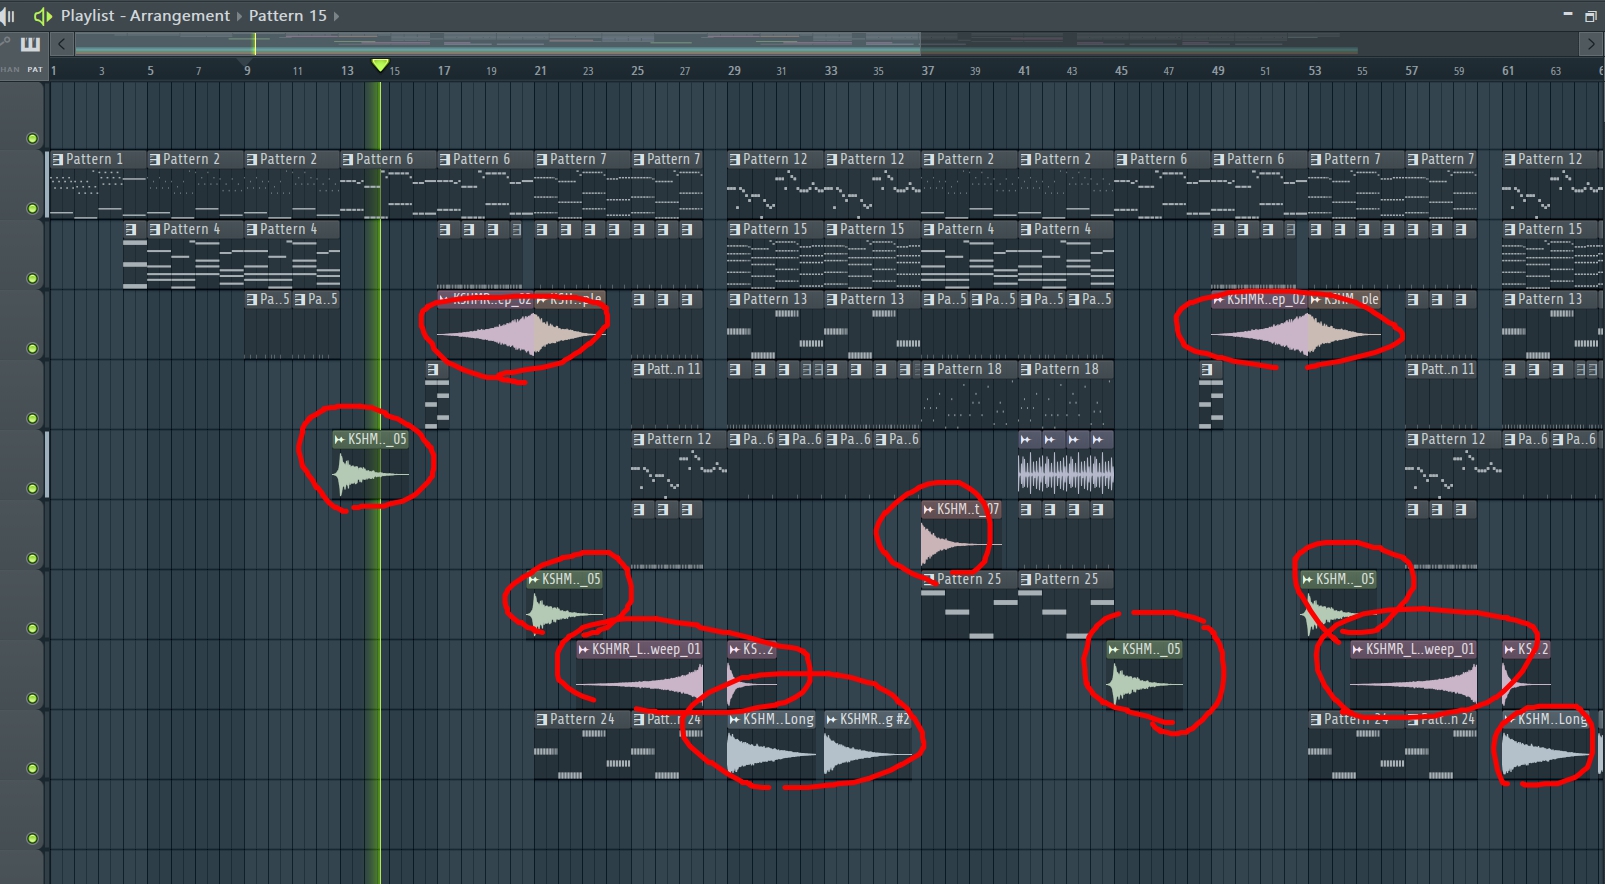 Playlist - Arrangement › Pattern 15 ›
HAN PAT
1 3 5 7 9 11 13 15 17 19 21 23 25 27 29 31 33 35 37 39 41 43 45 47 49 51 53 55 57 59 61 63
Pattern 1 Pattern 2 Pattern 2 Pattern 6 Pattern 6 Pattern 7 Pattern 7 Pattern 12 Pattern 12 Pattern 2 Pattern 2 Pattern 6 Pattern 6 Pattern 7 Pattern 7 Pattern 12
Pattern 4 Pattern 4 Pattern 15 Pattern 15 Pattern 4 Pattern 4 Pattern 15
Pa..5 Pa..5 KSHMR..ep_02 KSH..ple Pattern 13 Pattern 13 Pa..5 Pa..5 Pa..5 Pa..5 KSHMR..ep_02 KSHM..ple Pattern 13
Patt..n 11 Pattern 18 Pattern 18 Patt..n 11
KSHM.._05 Pattern 12 Pa..6 Pa..6 Pa..6 Pa..6 Pattern 12 Pa..6 Pa..6
KSHM..t_07
KSHM.._05 Pattern 25 Pattern 25 KSHM.._05
KSHMR_L..weep_01 KS..2 KSHM.._05 KSHMR_L..weep_01 KS..2
Pattern 24 Patt..n 24 KSHM..Long KSHMR..g #2 Pattern 24 Patt..n 24 KSHM..Long